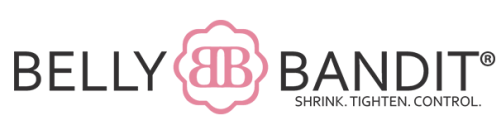 BELLY BB BANDIT®
SHRINK. TIGHTEN. CONTROL.